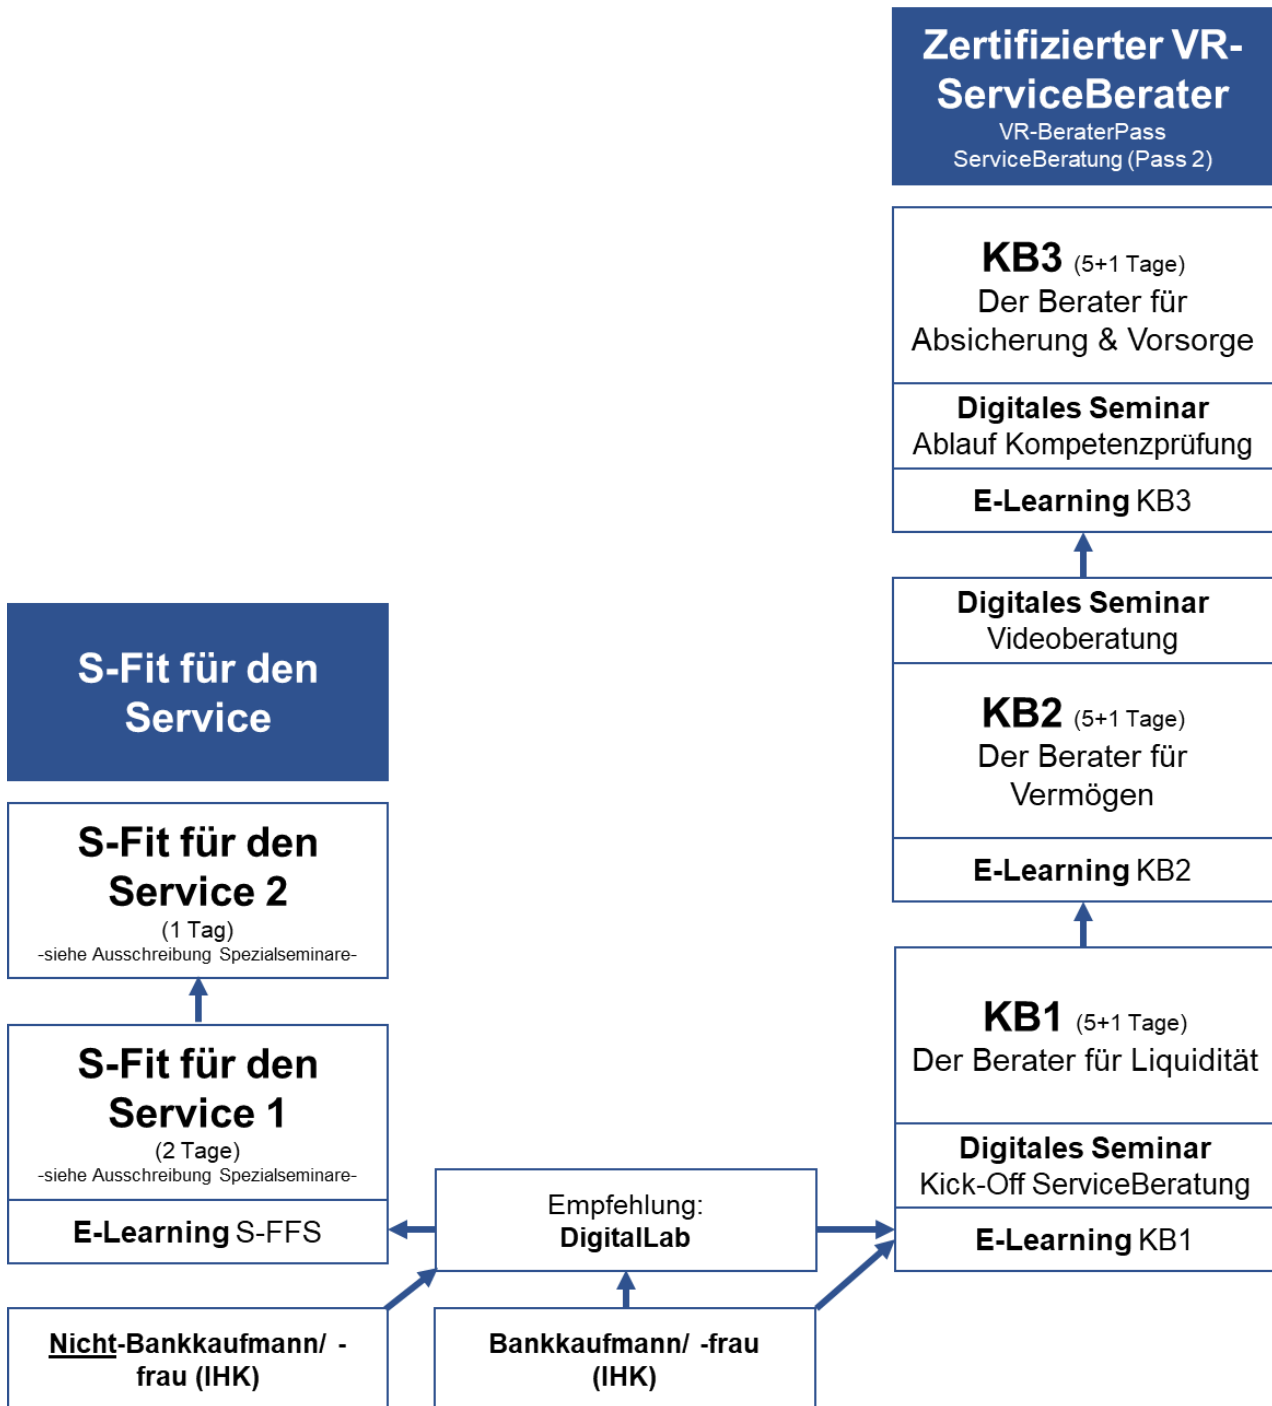 Zertifizierter VR-
ServiceBerater
VR-BeraterPass
ServiceBeratung (Pass 2)
KB3 (5+1 Tage)
Der Berater für
Absicherung & Vorsorge
Digitales Seminar
Ablauf Kompetenzprüfung
E-Learning KB3
Digitales Seminar
Videoberatung
KB2 (5+1 Tage)
Der Berater für
Vermögen
E-Learning KB2
KB1 (5+1 Tage)
Der Berater für Liquidität
Digitales Seminar
Kick-Off ServiceBeratung
E-Learning KB1
S-Fit für den
Service
S-Fit für den
Service 2
(1 Tag)
-siehe Ausschreibung Spezialseminare-
S-Fit für den
Service 1
(2 Tage)
-siehe Ausschreibung Spezialseminare-
E-Learning S-FFS
Empfehlung:
DigitalLab
Nicht-Bankkaufmann/ -
frau (IHK)
Bankkaufmann/ -frau
(IHK)